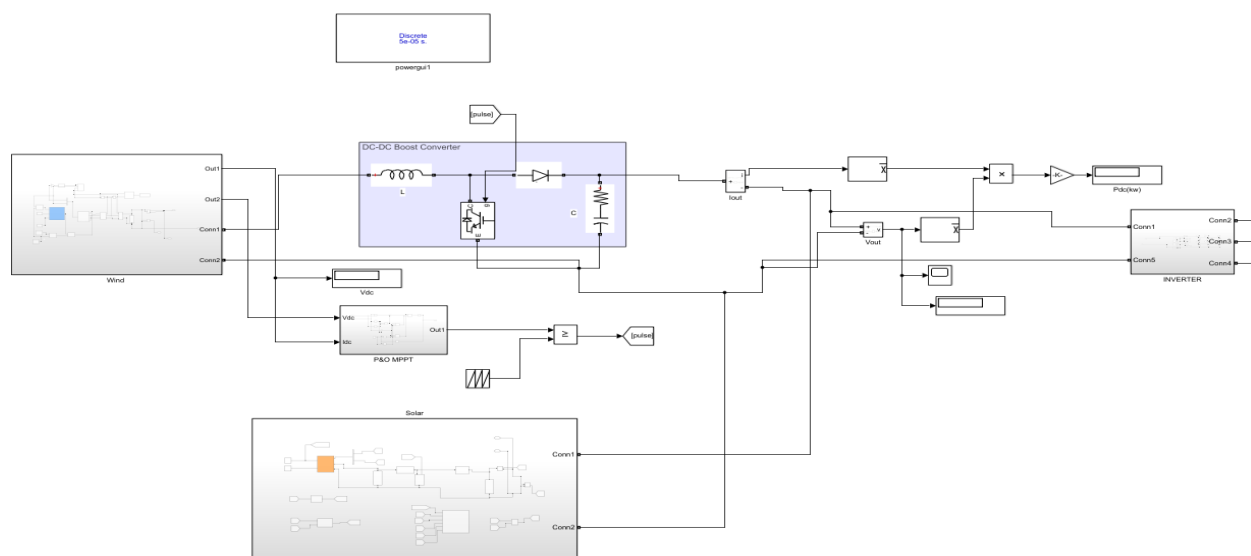 Discrete
5e-05 s.
powergui1
[pulse]
DC-DC Boost Converter
L
C
g
C
E
Out1
Out2
Conn1
Conn2
Wind
Vdc
Vdc
Idc
Out1
P&O MPPT
≥
[pulse]
+
i
-
Iout
+
-
v
Vout
X
X
×
-K-
Pdc(kw)
Conn1
Conn5
Conn2
Conn3
Conn4
INVERTER
Solar
Conn1
Conn2